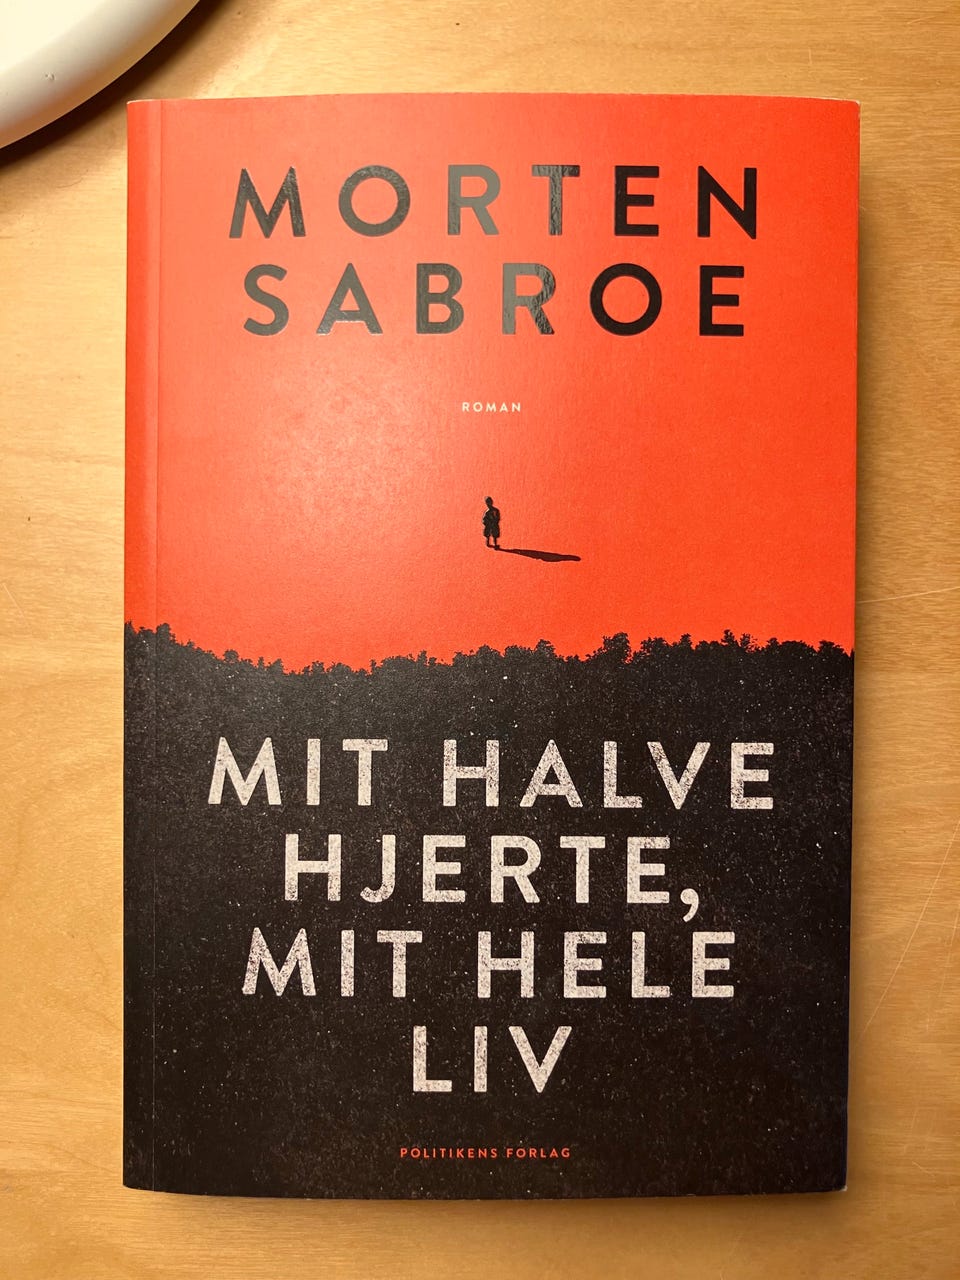 MORTEN
SABROE
ROMAN
MIT HALVE
HJERTE,
MIT HELE
LIV
POLITIKENS FORLAG